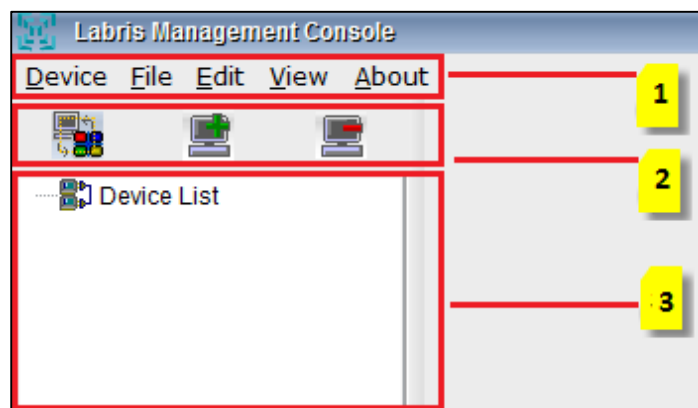 Labris Management Console
Device File Edit View About
1
2
Device List
3